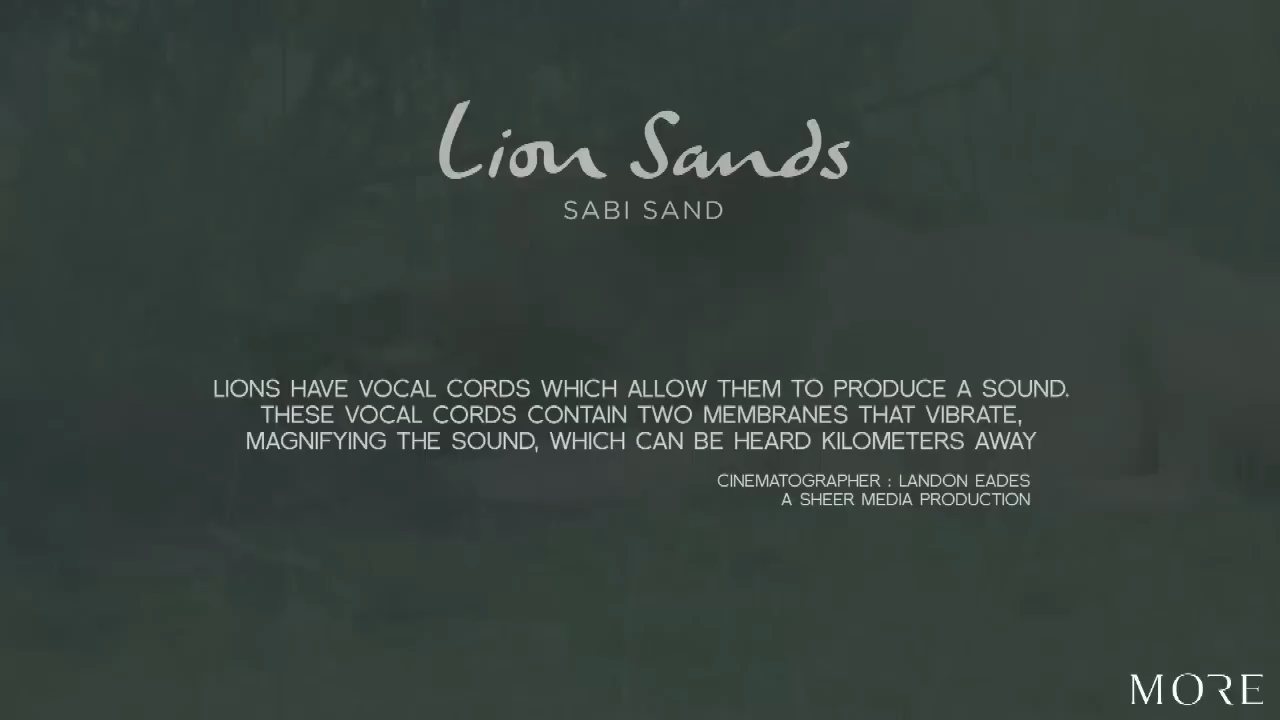 Lion Sands
SABI SAND
LIONS HAVE VOCAL CORDS WHICH ALLOW THEM TO PRODUCE A SOUND.
THESE VOCAL CORDS CONTAIN TWO MEMBRANES THAT VIBRATE,
MAGNIFYING THE SOUND, WHICH CAN BE HEARD KILOMETERS AWAY
CINEMATOGRAPHER : LANDON EADES
A SHEER MEDIA PRODUCTION
MORE